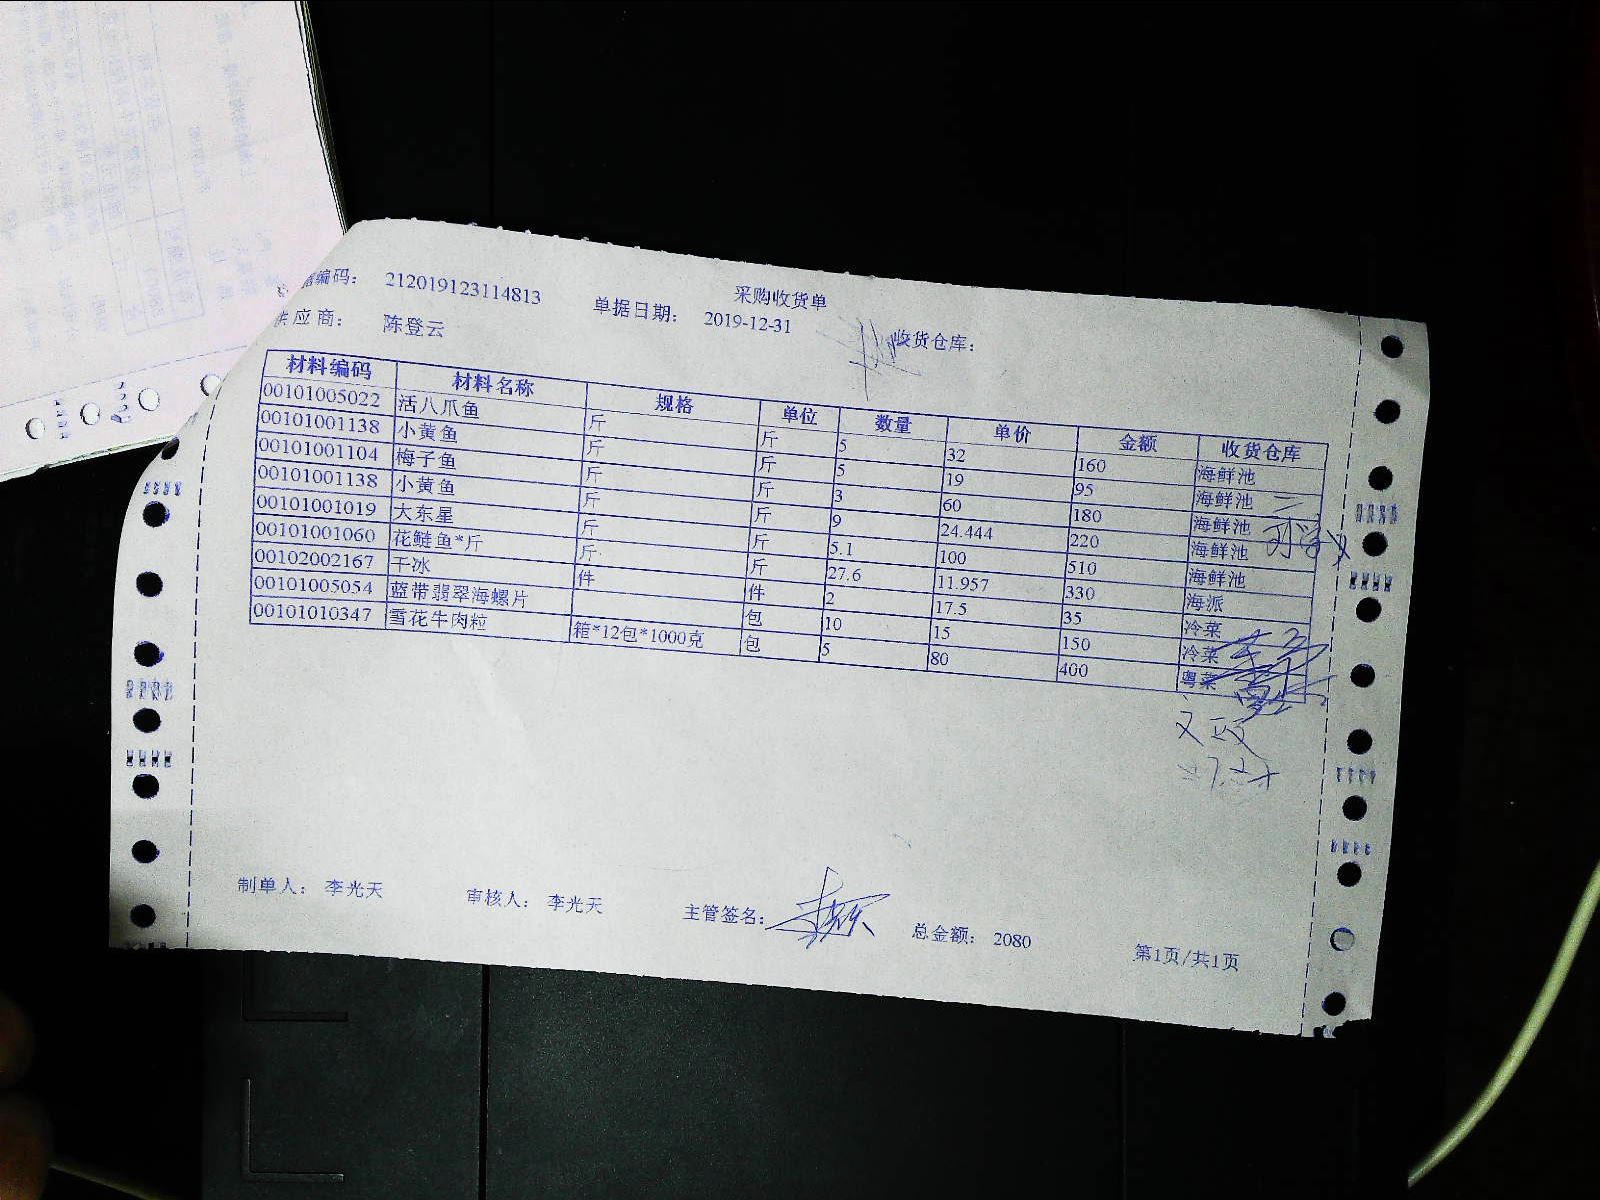 采购收货单
编码： 212019123114813 单据日期： 2019-12-31 收货仓库：
供应商： 陈登云
材料编码 材料名称 规格 单位 数量 单价 金额 收货仓库
00101005022 活八爪鱼 斤 斤 5 32 160 海鲜池
00101001138 小黄鱼 斤 斤 5 19 95 海鲜池
00101001104 梅子鱼 斤 斤 3 60 180 海鲜池
00101001138 小黄鱼 斤 斤 9 24.444 220 海鲜池
00101001019 大东星 斤 斤 5.1 100 510 海鲜池
00101001060 花鲢鱼*斤 斤 斤 27.6 11.957 330 海派
00102002167 干冰 件 件 2 17.5 35 冷菜
00101005054 蓝带翡翠海螺片 包 10 15 150 冷菜
00101010347 雪花牛肉粒 箱*12包*1000克 包 5 80 400 粤菜
制单人： 李光天 审核人： 李光天 主管签名： 总金额： 2080 第1页/共1页